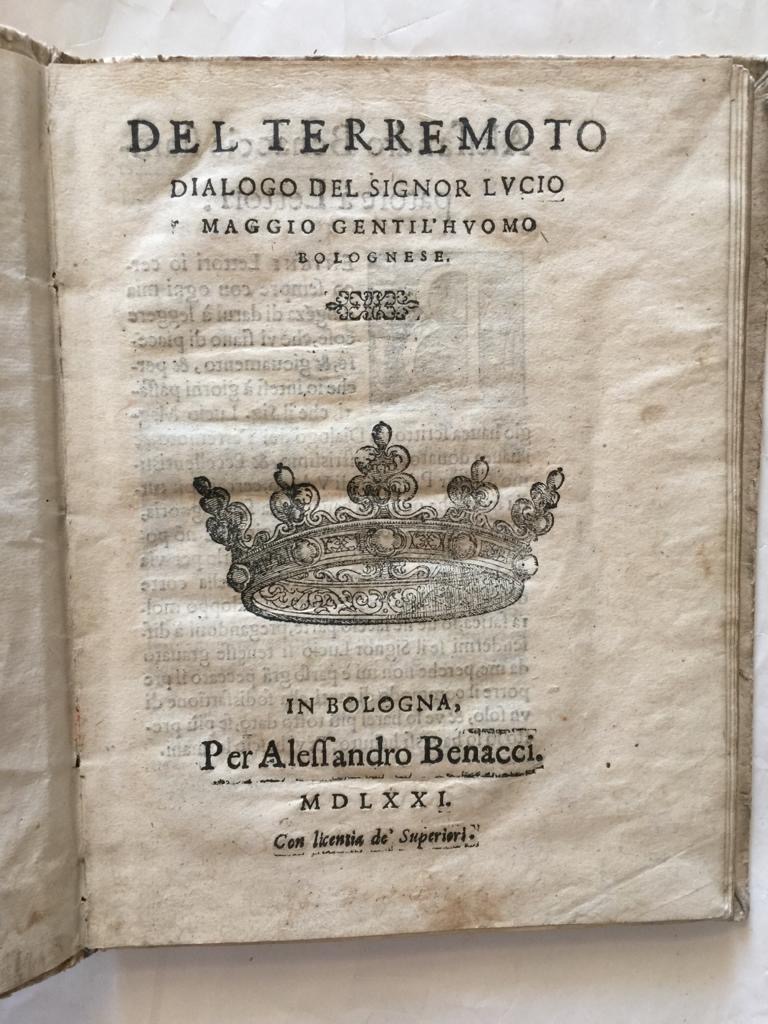 DEL TERREMOTO
DIALOGO DEL SIGNOR LVCIO
MAGGIO GENTIL'HVOMO
BOLOGNESE.
IN BOLOGNA,
Per Aleſſandro Benacci.
MDLXXI.
Con licentia de' Superiori.